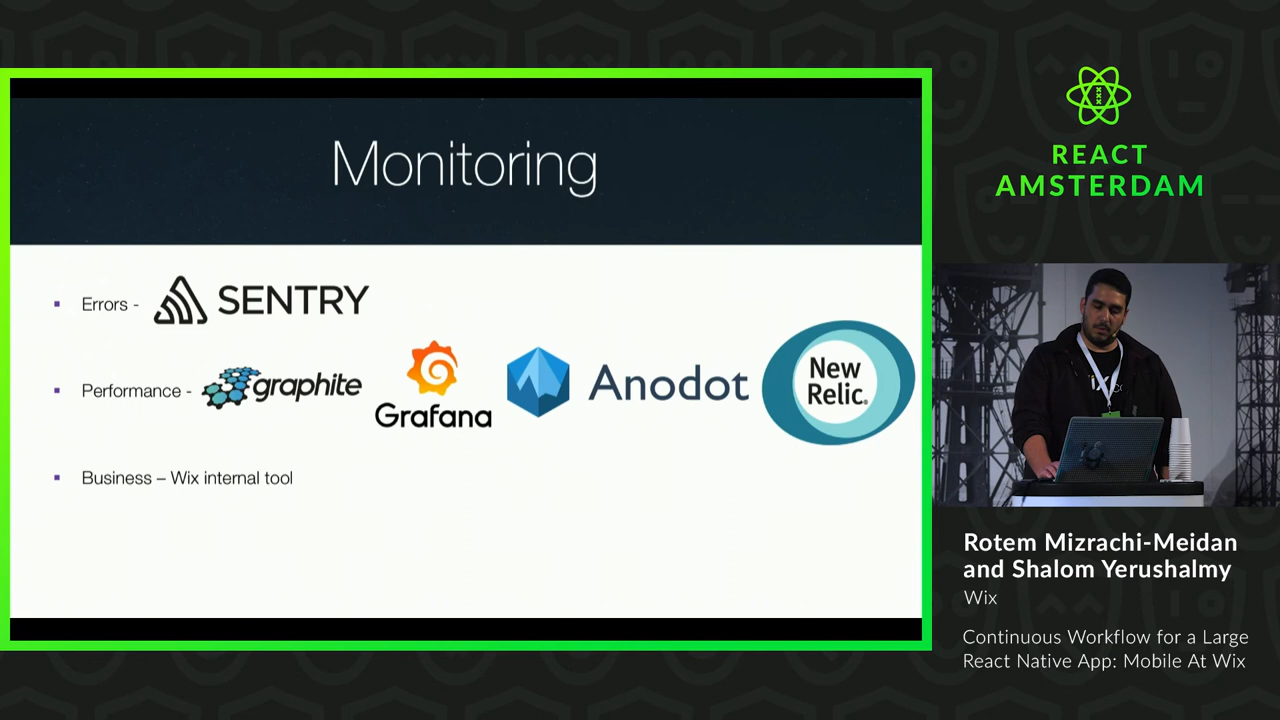 Monitoring
Errors - SENTRY
Performance - graphite Grafana Anodot New Relic.
Business – Wix internal tool
REACT
AMSTERDAM
Rotem Mizrachi-Meidan
and Shalom Yerushalmy
Wix
Continuous Workflow for a Large
React Native App: Mobile At Wix